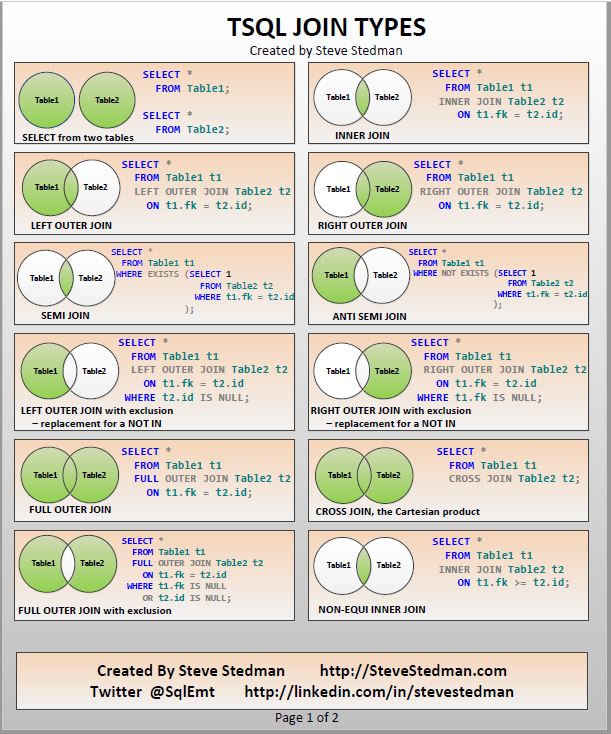 TSQL JOIN TYPES
Created by Steve Stedman
Table1
Table2
SELECT *
FROM Table1;
SELECT *
FROM Table2;
SELECT from two tables
Table1
Table2
SELECT *
FROM Table1 t1
INNER JOIN Table2 t2
ON t1.fk = t2.id;
INNER JOIN
Table1
Table2
SELECT *
FROM Table1 t1
LEFT OUTER JOIN Table2 t2
ON t1.fk = t2.id;
LEFT OUTER JOIN
Table1
Table2
SELECT *
FROM Table1 t1
RIGHT OUTER JOIN Table2 t2
ON t1.fk = t2.id;
RIGHT OUTER JOIN
Table1
Table2
SELECT *
FROM Table1 t1
WHERE EXISTS (SELECT 1
FROM Table2 t2
WHERE t1.fk = t2.id
);
SEMI JOIN
Table1
Table2
SELECT *
FROM Table1 t1
WHERE NOT EXISTS (SELECT 1
FROM Table2 t2
WHERE t1.fk = t2.id
);
ANTI SEMI JOIN
Table1
Table2
SELECT *
FROM Table1 t1
LEFT OUTER JOIN Table2 t2
ON t1.fk = t2.id
WHERE t2.id IS NULL;
LEFT OUTER JOIN with exclusion
– replacement for a NOT IN
Table1
Table2
SELECT *
FROM Table1 t1
RIGHT OUTER JOIN Table2 t2
ON t1.fk = t2.id
WHERE t1.fk IS NULL;
RIGHT OUTER JOIN with exclusion
– replacement for a NOT IN
Table1
Table2
SELECT *
FROM Table1 t1
FULL OUTER JOIN Table2 t2
ON t1.fk = t2.id;
FULL OUTER JOIN
Table1
Table2
SELECT *
FROM Table1 t1
CROSS JOIN Table2 t2;
CROSS JOIN, the Cartesian product
Table1
Table2
SELECT *
FROM Table1 t1
FULL OUTER JOIN Table2 t2
ON t1.fk = t2.id
WHERE t1.fk IS NULL
OR t2.id IS NULL;
FULL OUTER JOIN with exclusion
Table1
Table2
SELECT *
FROM Table1 t1
INNER JOIN Table2 t2
ON t1.fk >= t2.id;
NON-EQUI INNER JOIN
Created By Steve Stedman http://SteveStedman.com
Twitter @SqlEmt http://linkedin.com/in/stevestedman
Page 1 of 2